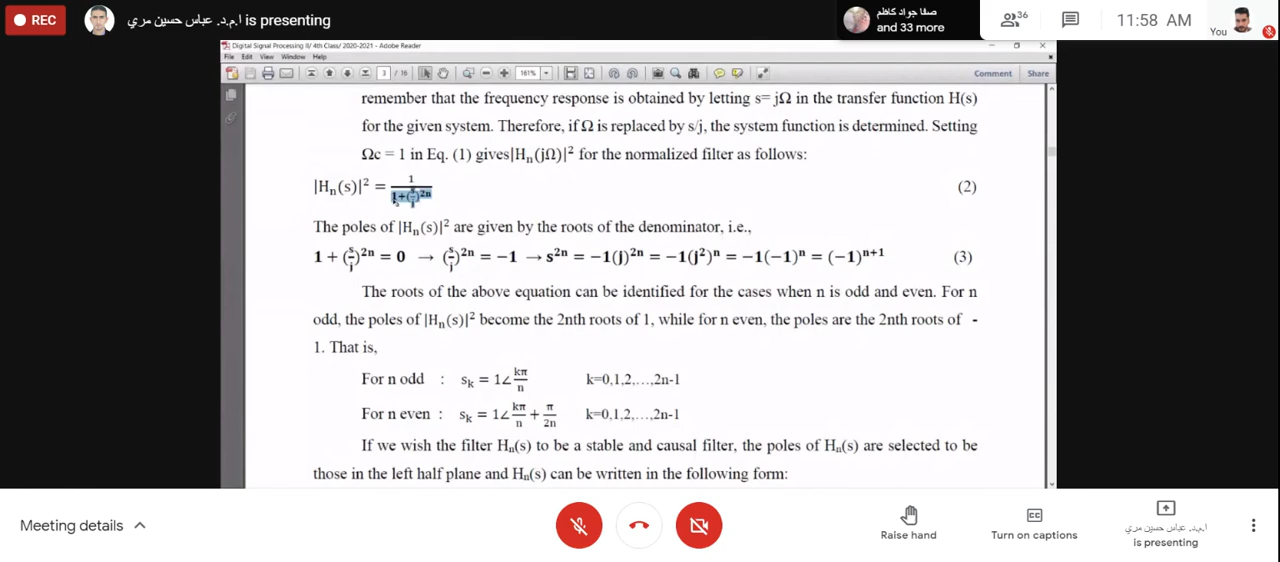 REC
ا.م.د. عباس حسين مري is presenting
صفا جواد كاظم
and 33 more
36
11:58 AM
You
Digital Signal Processing II/ 4th Class/ 2020-2021 - Adobe Reader
File Edit View Window Help
3 / 16 161% Comment Share
remember that the frequency response is obtained by letting s= jΩ in the transfer function H(s)
for the given system. Therefore, if Ω is replaced by s/j, the system function is determined. Setting
Ωc = 1 in Eq. (1) gives|Hₙ(jΩ)|² for the normalized filter as follows:
|Hₙ(s)|² = 1/(1+(s/j)²ⁿ) (2)
The poles of |Hₙ(s)|² are given by the roots of the denominator, i.e.,
1 + (s/j)²ⁿ = 0 → (s/j)²ⁿ = −1 → s²ⁿ = −1(j)²ⁿ = −1(j²)ⁿ = −1(−1)ⁿ = (−1)ⁿ⁺¹ (3)
The roots of the above equation can be identified for the cases when n is odd and even. For n
odd, the poles of |Hₙ(s)|² become the 2nth roots of 1, while for n even, the poles are the 2nth roots of -
1. That is,
For n odd : sₖ = 1∠kπ/n k=0,1,2,…,2n-1
For n even : sₖ = 1∠kπ/n + π/2n k=0,1,2,…,2n-1
If we wish the filter Hₙ(s) to be a stable and causal filter, the poles of Hₙ(s) are selected to be
those in the left half plane and Hₙ(s) can be written in the following form:
Meeting details
Raise hand
Turn on captions
ا.م.د. عباس حسين مري
is presenting